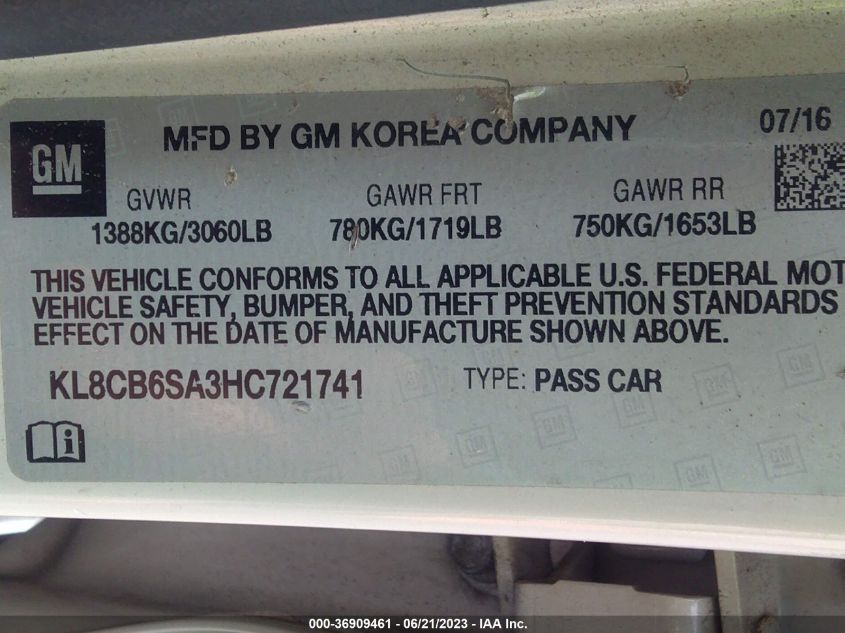 GM
MFD BY GM KOREA COMPANY
07/16
GVWR GAWR FRT GAWR RR
1388KG/3060LB 780KG/1719LB 750KG/1653LB
THIS VEHICLE CONFORMS TO ALL APPLICABLE U.S. FEDERAL MOT
VEHICLE SAFETY, BUMPER, AND THEFT PREVENTION STANDARDS
EFFECT ON THE DATE OF MANUFACTURE SHOWN ABOVE.
KL8CB6SA3HC721741 TYPE: PASS CAR
000-36909461 - 06/21/2023 - © IAA Inc.